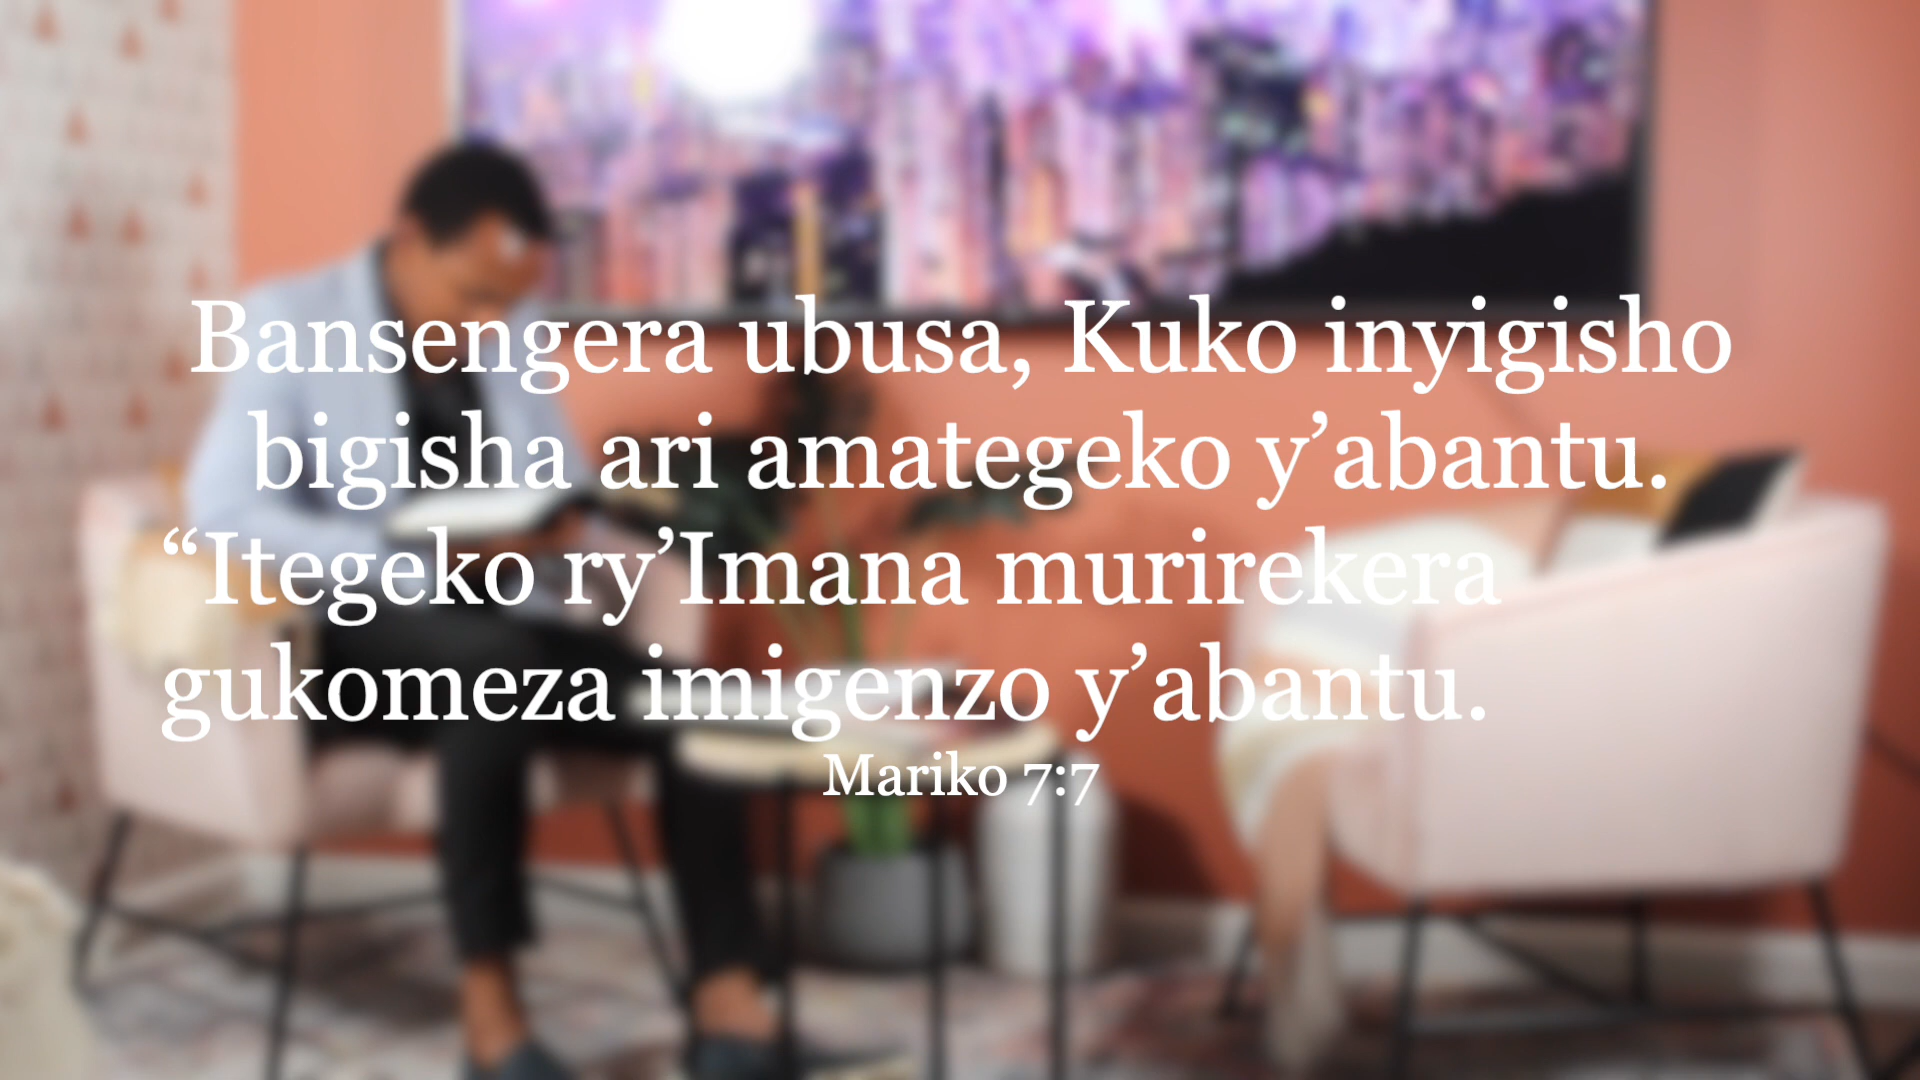 Bansengera ubusa, Kuko inyigisho
bigisha ari amategeko y’abantu.
“Itegeko ry’Imana murirekera
gukomeza imigenzo y’abantu.
Mariko 7:7